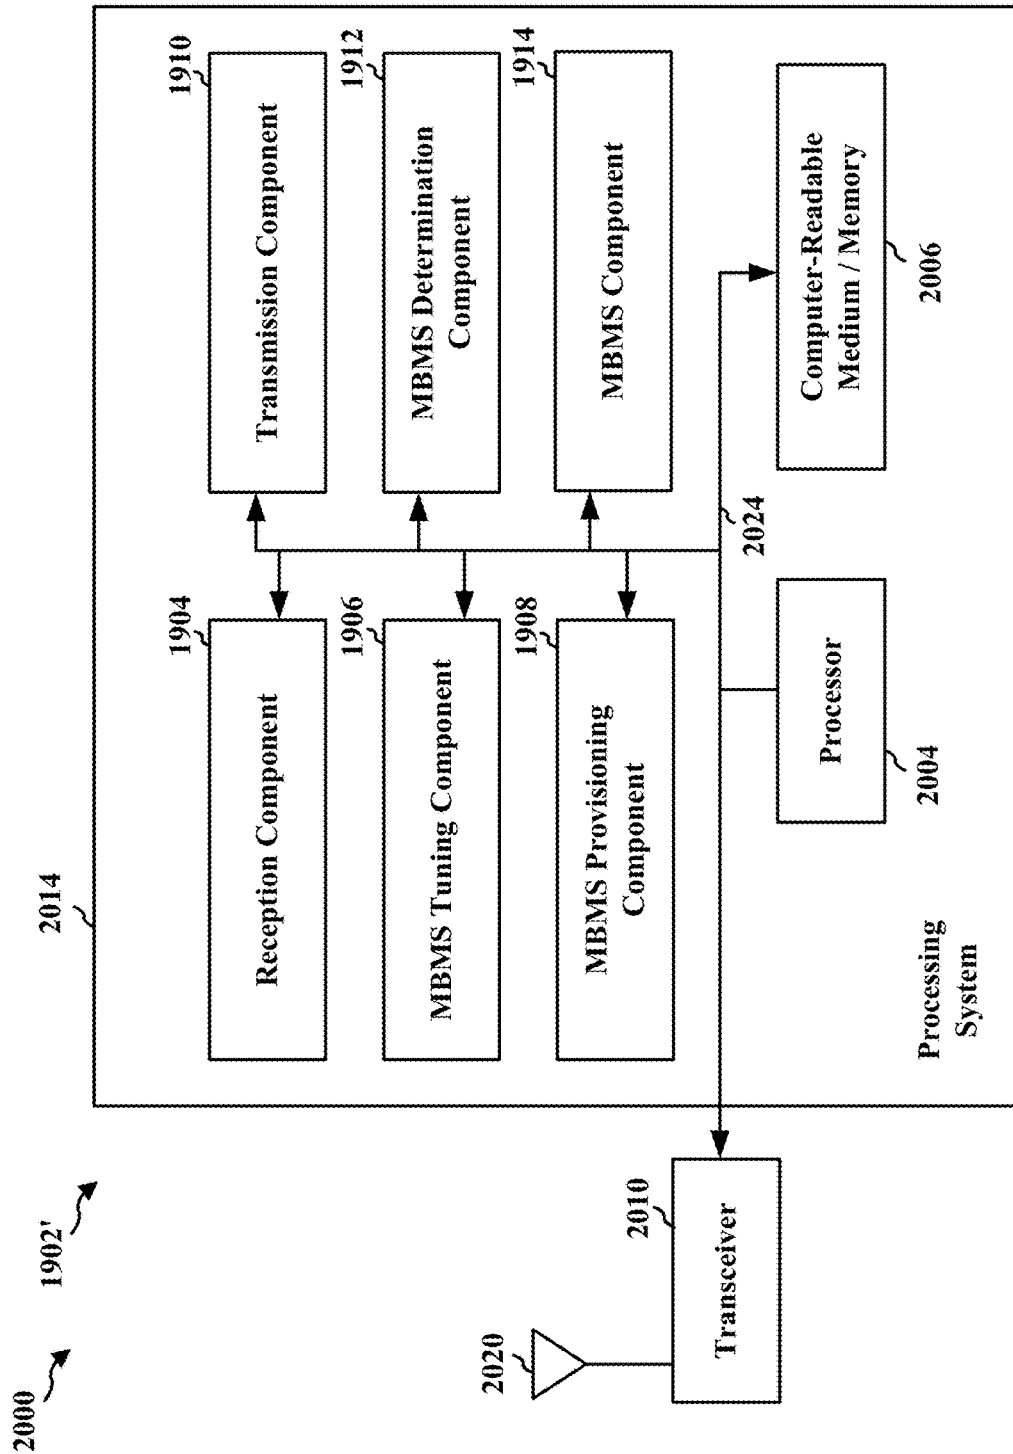 2000
1902'
2014
1904
Reception Component
1910
Transmission Component
1906
MBMS Tuning Component
1912
MBMS Determination
Component
1908
MBMS Provisioning
Component
1914
MBMS Component
2020
2010
Transceiver
2024
Processor
2004
Computer-Readable
Medium / Memory
2006
Processing
System